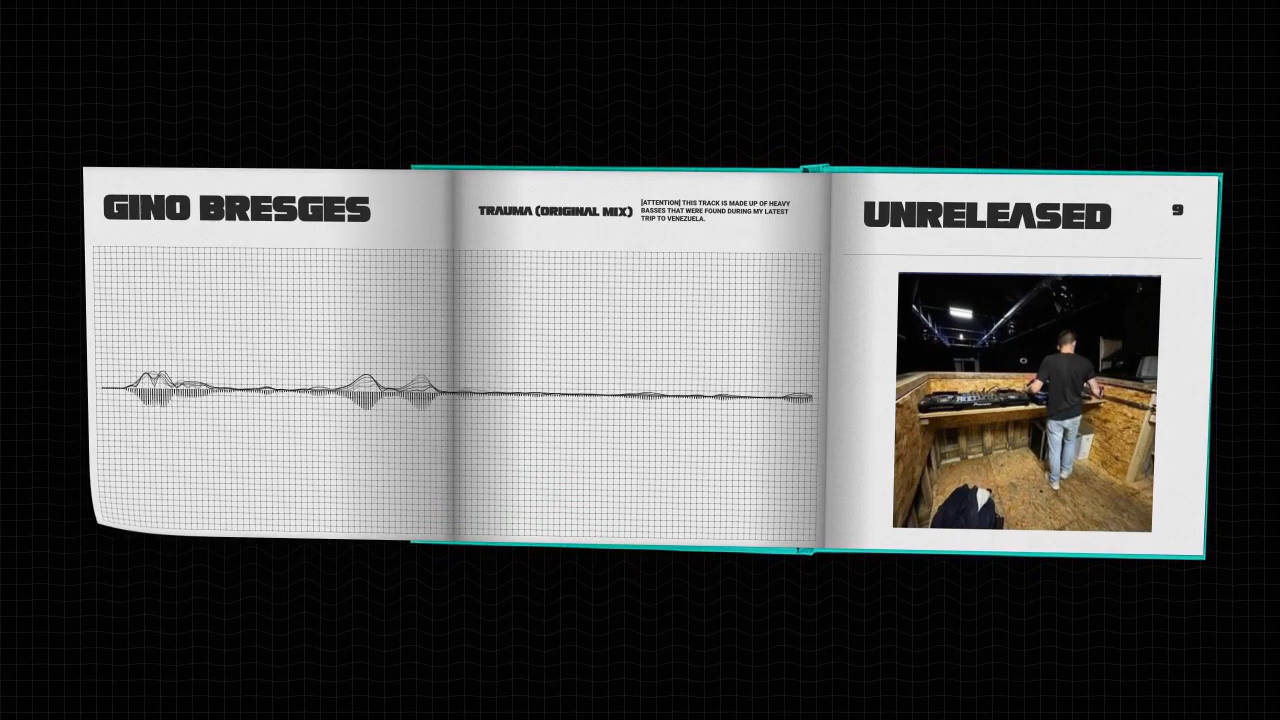 GINO BRESGES
TRAUMA (ORIGINAL MIX)
[ATTENTION] THIS TRACK IS MADE UP OF HEAVY
BASSES THAT WERE FOUND DURING MY LATEST
TRIP TO VENEZUELA.
UNRELEASED
9